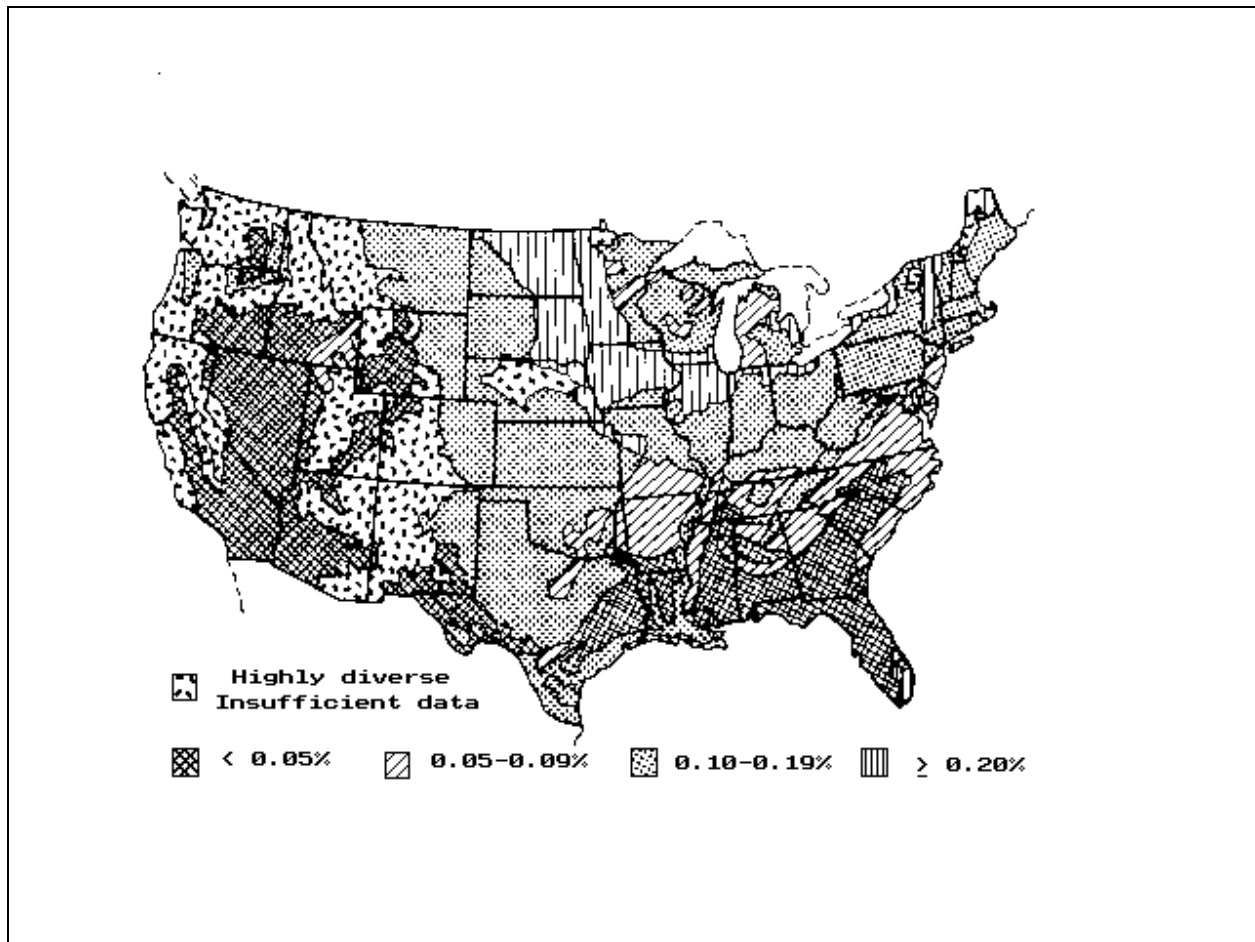 Highly diverse
Insufficient data
< 0.05%
0.05-0.09%
0.10-0.19%
≥ 0.20%